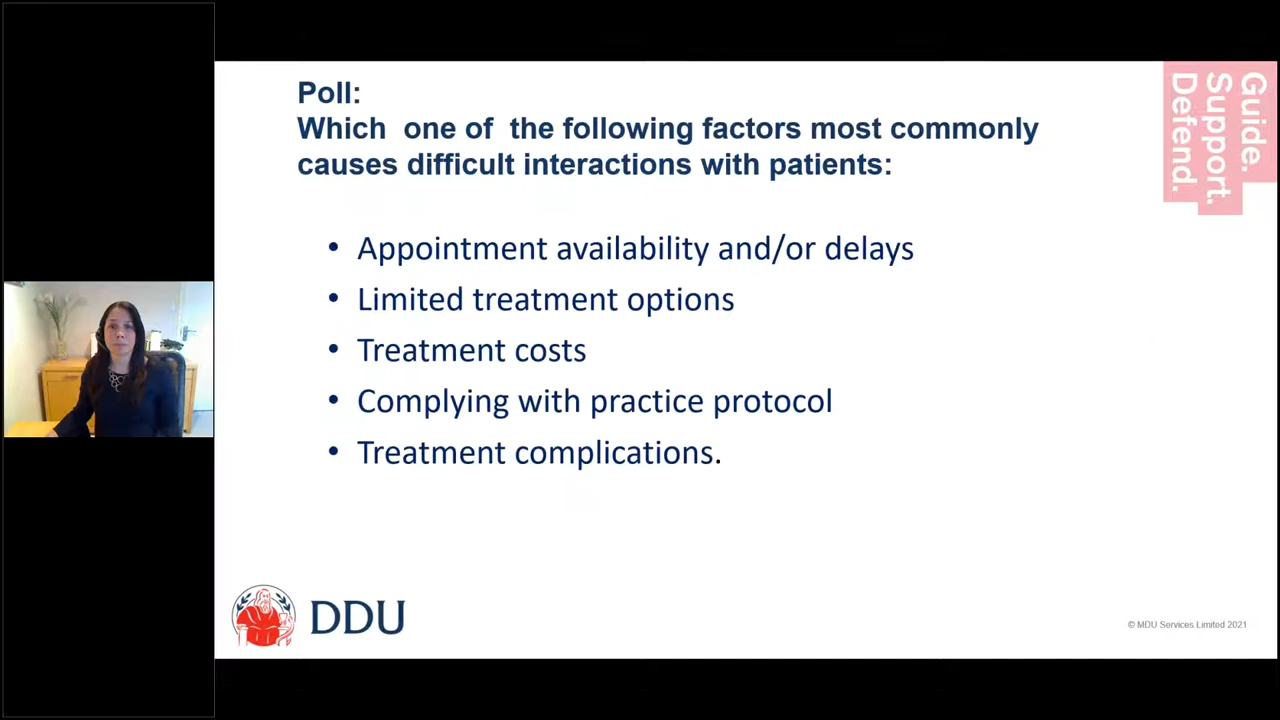 Poll:
Which one of the following factors most commonly
causes difficult interactions with patients:
Guide.
Support.
Defend.
• Appointment availability and/or delays
• Limited treatment options
• Treatment costs
• Complying with practice protocol
• Treatment complications.
DDU
© MDU Services Limited 2021